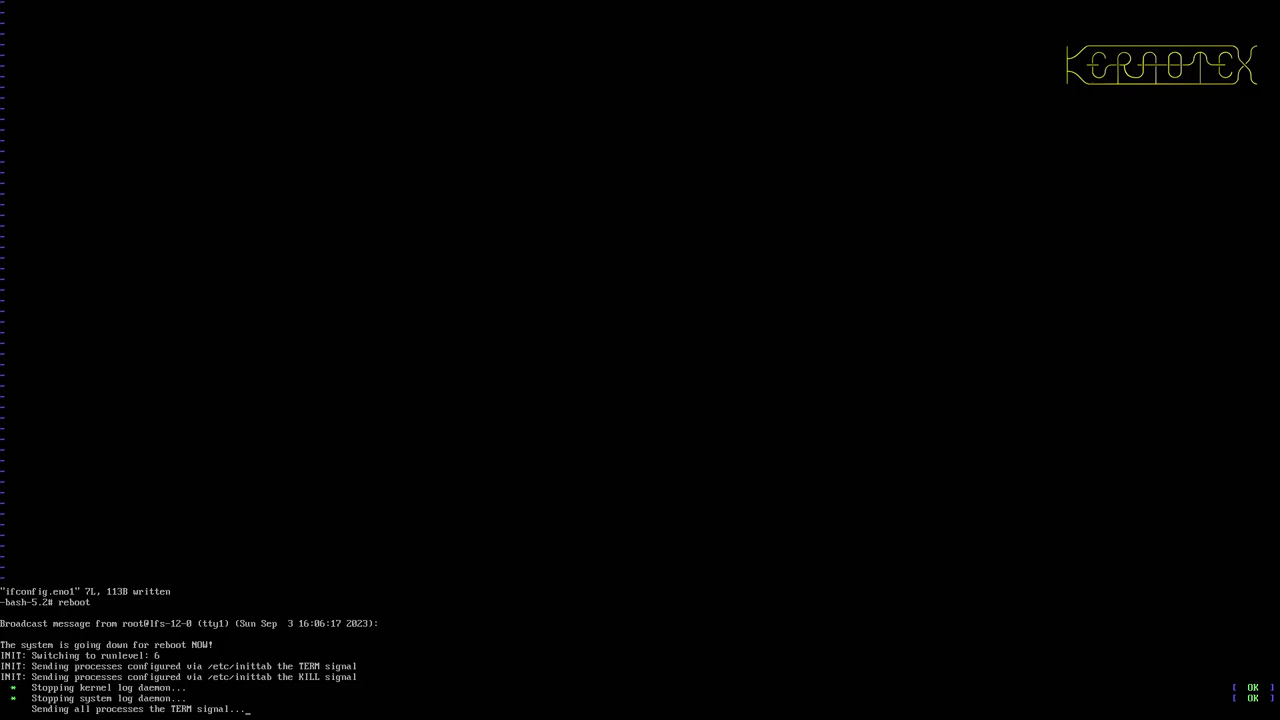 KERAOTEX
"ifconfig.eno1" 7L, 113B written
-bash-5.2# reboot
Broadcast message from root@lfs-12-0 (tty1) (Sun Sep  3 16:06:17 2023):
The system is going down for reboot NOW!
INIT: Switching to runlevel: 6
INIT: Sending processes configured via /etc/inittab the TERM signal
INIT: Sending processes configured via /etc/inittab the KILL signal
*   Stopping kernel log daemon... [  OK  ]
*   Stopping system log daemon... [  OK  ]
Sending all processes the TERM signal..._